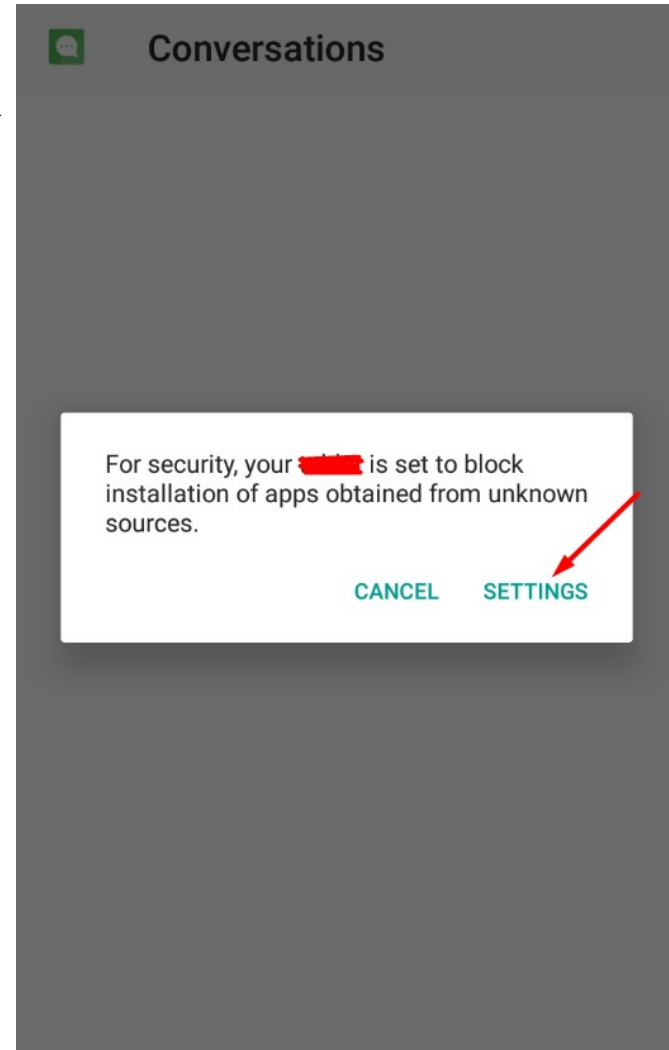 Conversations
For security, your is set to block
installation of apps obtained from unknown
sources.
CANCEL SETTINGS